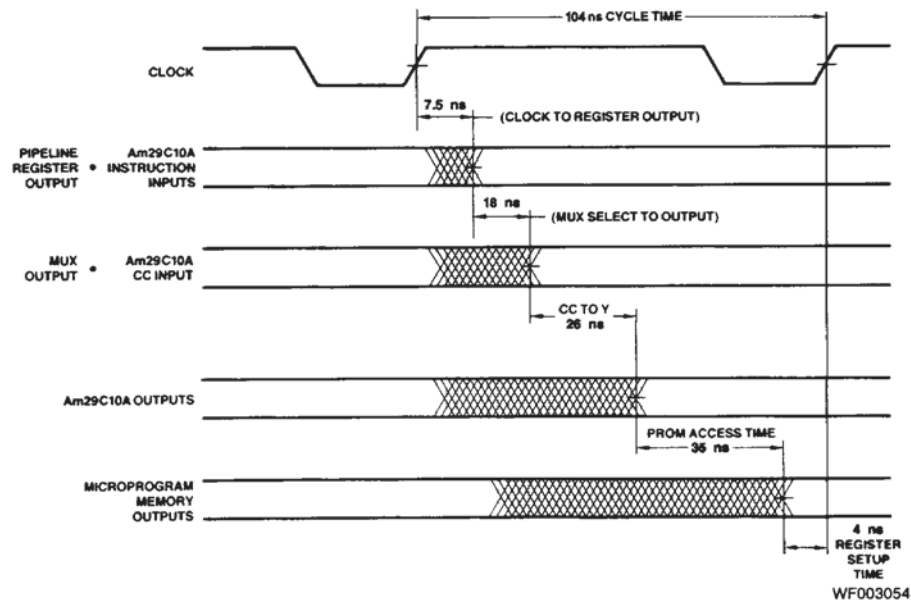 104 ns CYCLE TIME
CLOCK
7.5 ns
(CLOCK TO REGISTER OUTPUT)
PIPELINE
REGISTER
OUTPUT
•
Am29C10A
INSTRUCTION
INPUTS
18 ns
(MUX SELECT TO OUTPUT)
MUX
OUTPUT
•
Am29C10A
CC INPUT
CC TO Y
26 ns
Am29C10A OUTPUTS
PROM ACCESS TIME
35 ns
MICROPROGRAM
MEMORY
OUTPUTS
4 ns
REGISTER
SETUP
TIME
WF003054